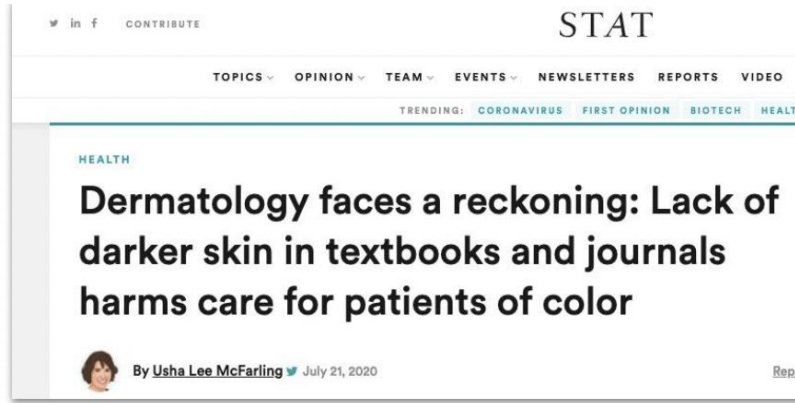 in f CONTRIBUTE
STAT
TOPICS OPINION TEAM EVENTS NEWSLETTERS REPORTS VIDEO
TRENDING: CORONAVIRUS FIRST OPINION BIOTECH
HEALTH
Dermatology faces a reckoning: Lack of
darker skin in textbooks and journals
harms care for patients of color
By Usha Lee McFarling July 21, 2020